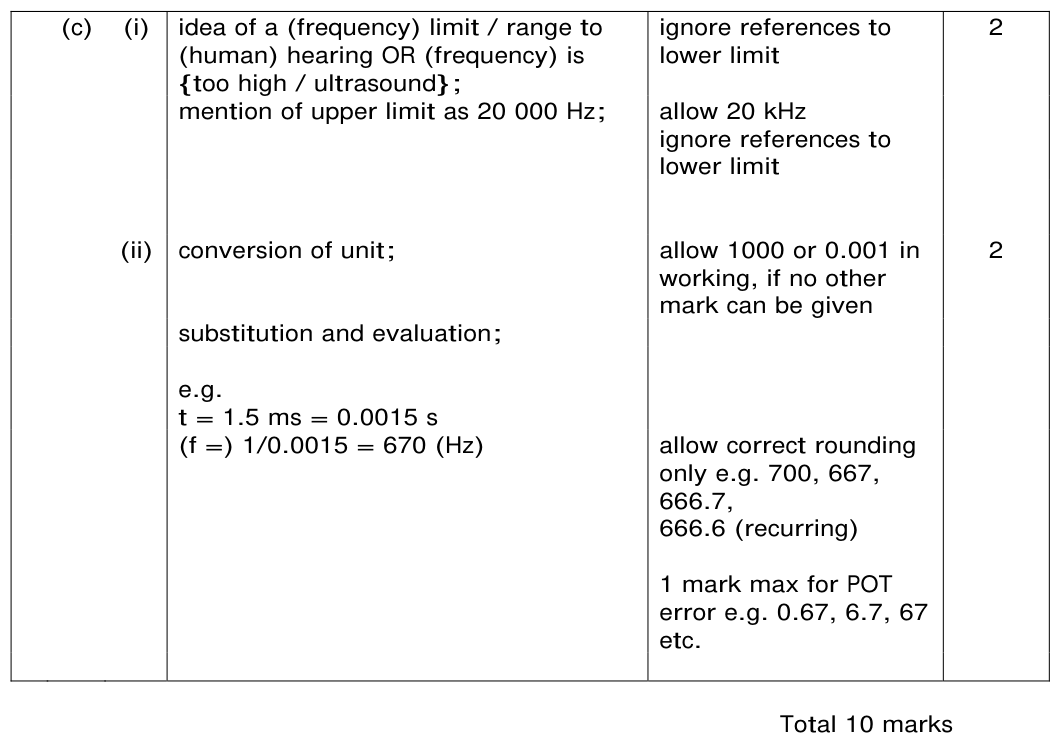 (c) (i) idea of a (frequency) limit / range to ignore references to 2
(human) hearing OR (frequency) is lower limit
{too high / ultrasound};
mention of upper limit as 20 000 Hz; allow 20 kHz
ignore references to
lower limit
(ii) conversion of unit; allow 1000 or 0.001 in 2
working, if no other
mark can be given
substitution and evaluation;
e.g.
t = 1.5 ms = 0.0015 s
(f =) 1/0.0015 = 670 (Hz) allow correct rounding
only e.g. 700, 667,
666.7,
666.6 (recurring)
1 mark max for POT
error e.g. 0.67, 6.7, 67
etc.
Total 10 marks